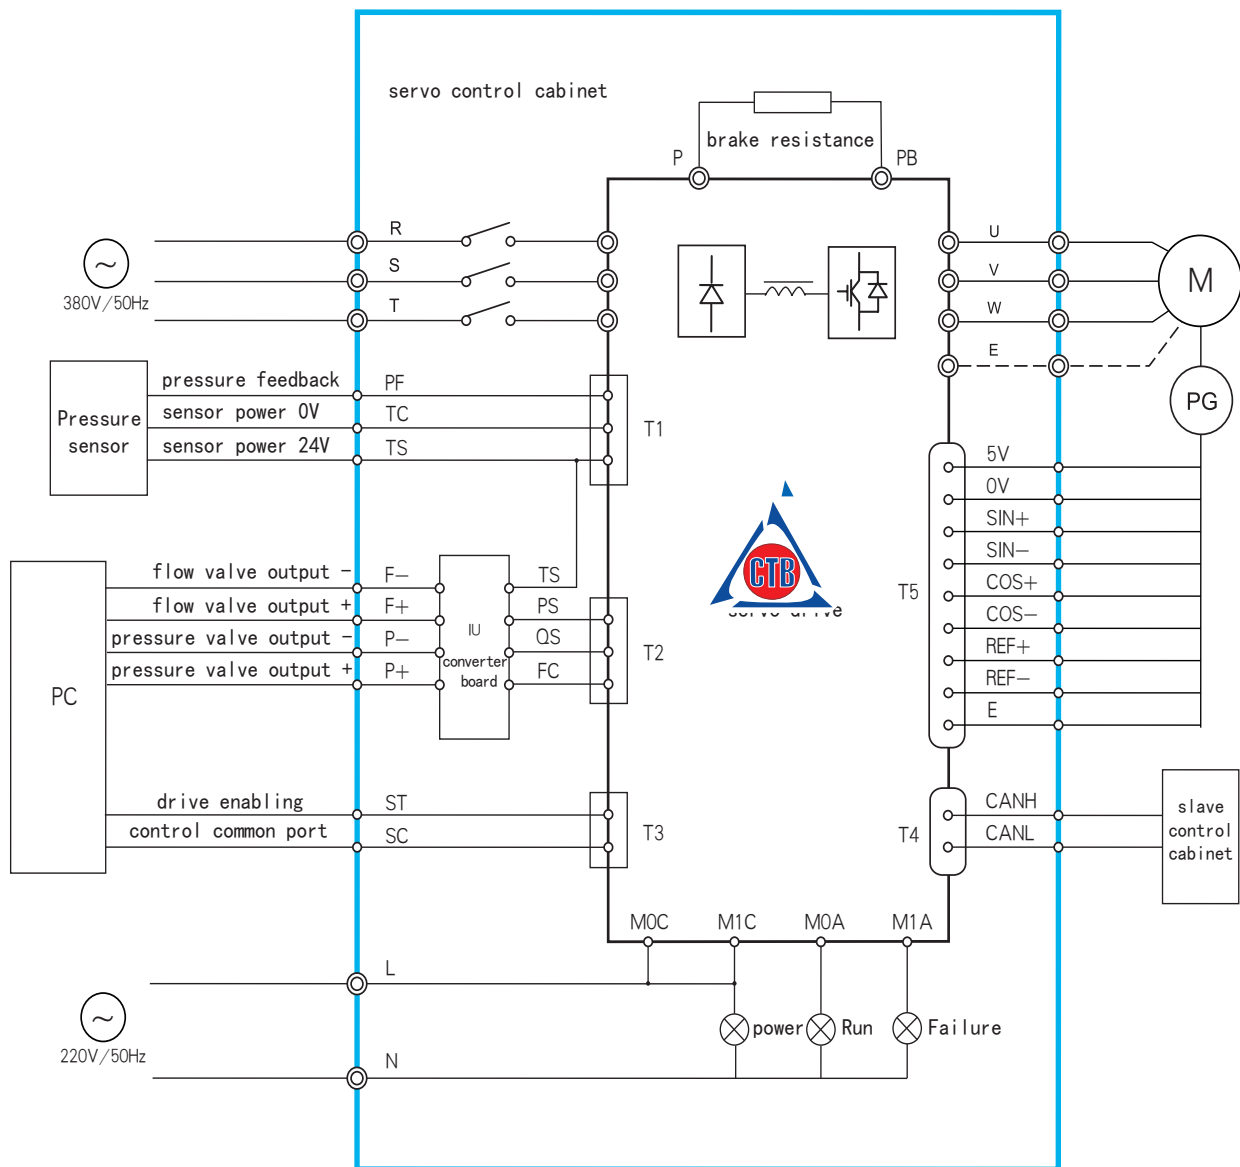 servo control cabinet
brake resistance
P
PB
R
S
T
380V/50Hz
U
V
W
E
M
PG
Pressure
sensor
pressure feedback
sensor power 0V
sensor power 24V
PF
TC
TS
T1
PC
flow valve output −
flow valve output +
pressure valve output −
pressure valve output +
F−
F+
P−
P+
IU
converter
board
TS
PS
QS
FC
T2
CTB
servo drive
T5
5V
0V
SIN+
SIN−
COS+
COS−
REF+
REF−
E
drive enabling
control common port
ST
SC
T3
T4
CANH
CANL
slave
control
cabinet
M0C
M1C
M0A
M1A
L
N
220V/50Hz
power
Run
Failure